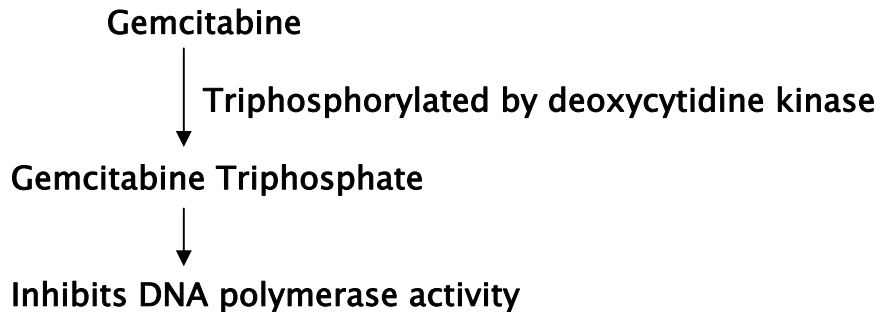 Gemcitabine
Triphosphorylated by deoxycytidine kinase
Gemcitabine Triphosphate
Inhibits DNA polymerase activity